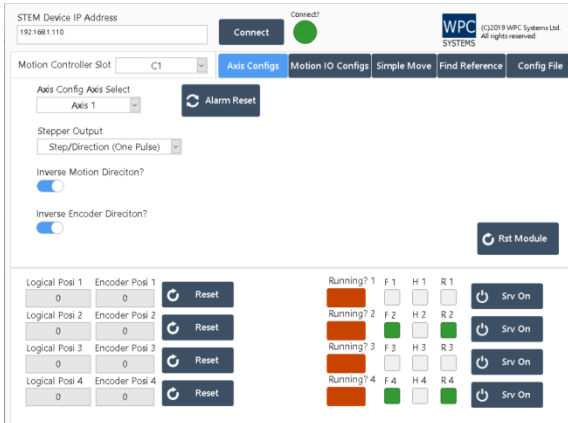 STEM Device IP Address
192.168.1.110
Connect
Connect?
WPC
SYSTEMS
(C)2019 WPC Systems Ltd.
All rights reserved.
Motion Controller Slot
C1
Axis Configs
Motion IO Configs
Simple Move
Find Reference
Config File
Axis Config Axis Select
Axis 1
Alarm Reset
Stepper Output
Step/Direction (One Pulse)
Inverse Motion Direciton?
Inverse Encoder Direciton?
Rst Module
Logical Posi 1 Encoder Posi 1
0 0 Reset
Running? 1 F 1 H 1 R 1
Srv On
Logical Posi 2 Encoder Posi 2
0 0 Reset
Running? 2 F 2 H 2 R 2
Srv On
Logical Posi 3 Encoder Posi 3
0 0 Reset
Running? 3 F 3 H 3 R 3
Srv On
Logical Posi 4 Encoder Posi 4
0 0 Reset
Running? 4 F 4 H 4 R 4
Srv On